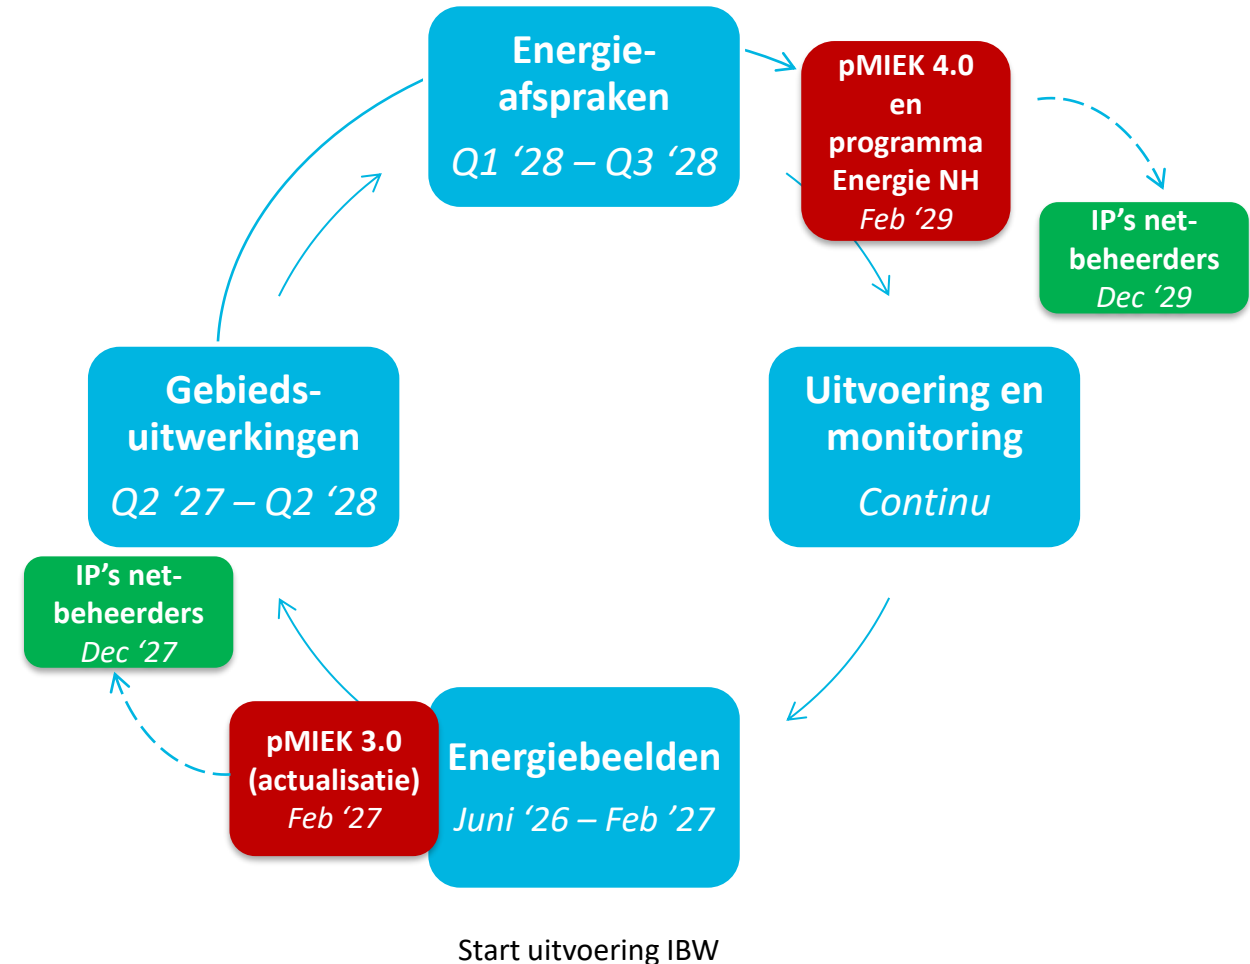 Energie-
afspraken
Q1 ‘28 – Q3 ‘28
pMIEK 4.0
en
programma
Energie NH
Feb ‘29
IP’s net-
beheerders
Dec ‘29
Uitvoering en
monitoring
Continu
Gebieds-
uitwerkingen
Q2 ‘27 – Q2 ‘28
IP’s net-
beheerders
Dec ‘27
pMIEK 3.0
(actualisatie)
Feb ‘27
Energiebeelden
Juni ‘26 – Feb ’27
Start uitvoering IBW